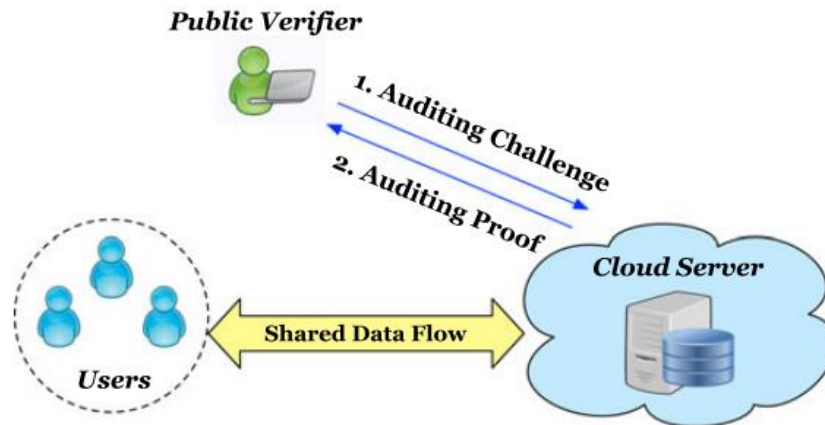 Public Verifier
1. Auditing Challenge
2. Auditing Proof
Cloud Server
Shared Data Flow
Users